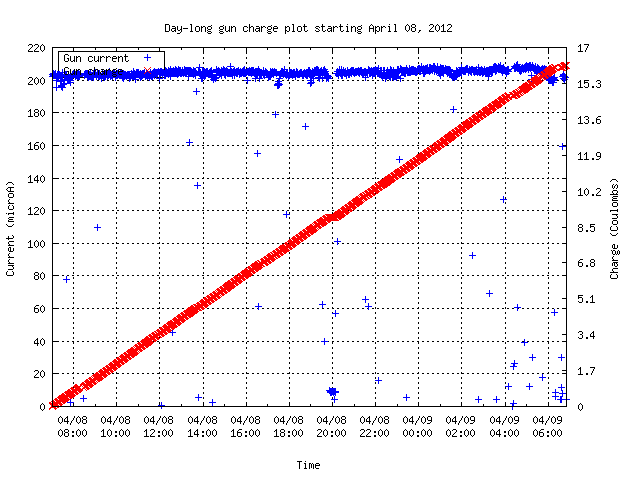 Day-long gun charge plot starting April 08, 2012
220
200
180
160
140
120
100
80
60
40
20
0
17
15.3
13.6
11.9
10.2
8.5
6.8
5.1
3.4
1.7
0
Gun current
Gun charge
Current (microA)
Charge (Coulombs)
04/08 04/08 04/08 04/08 04/08 04/08 04/08 04/08 04/09 04/09 04/09 04/09
08:00 10:00 12:00 14:00 16:00 18:00 20:00 22:00 00:00 02:00 04:00 06:00
Time